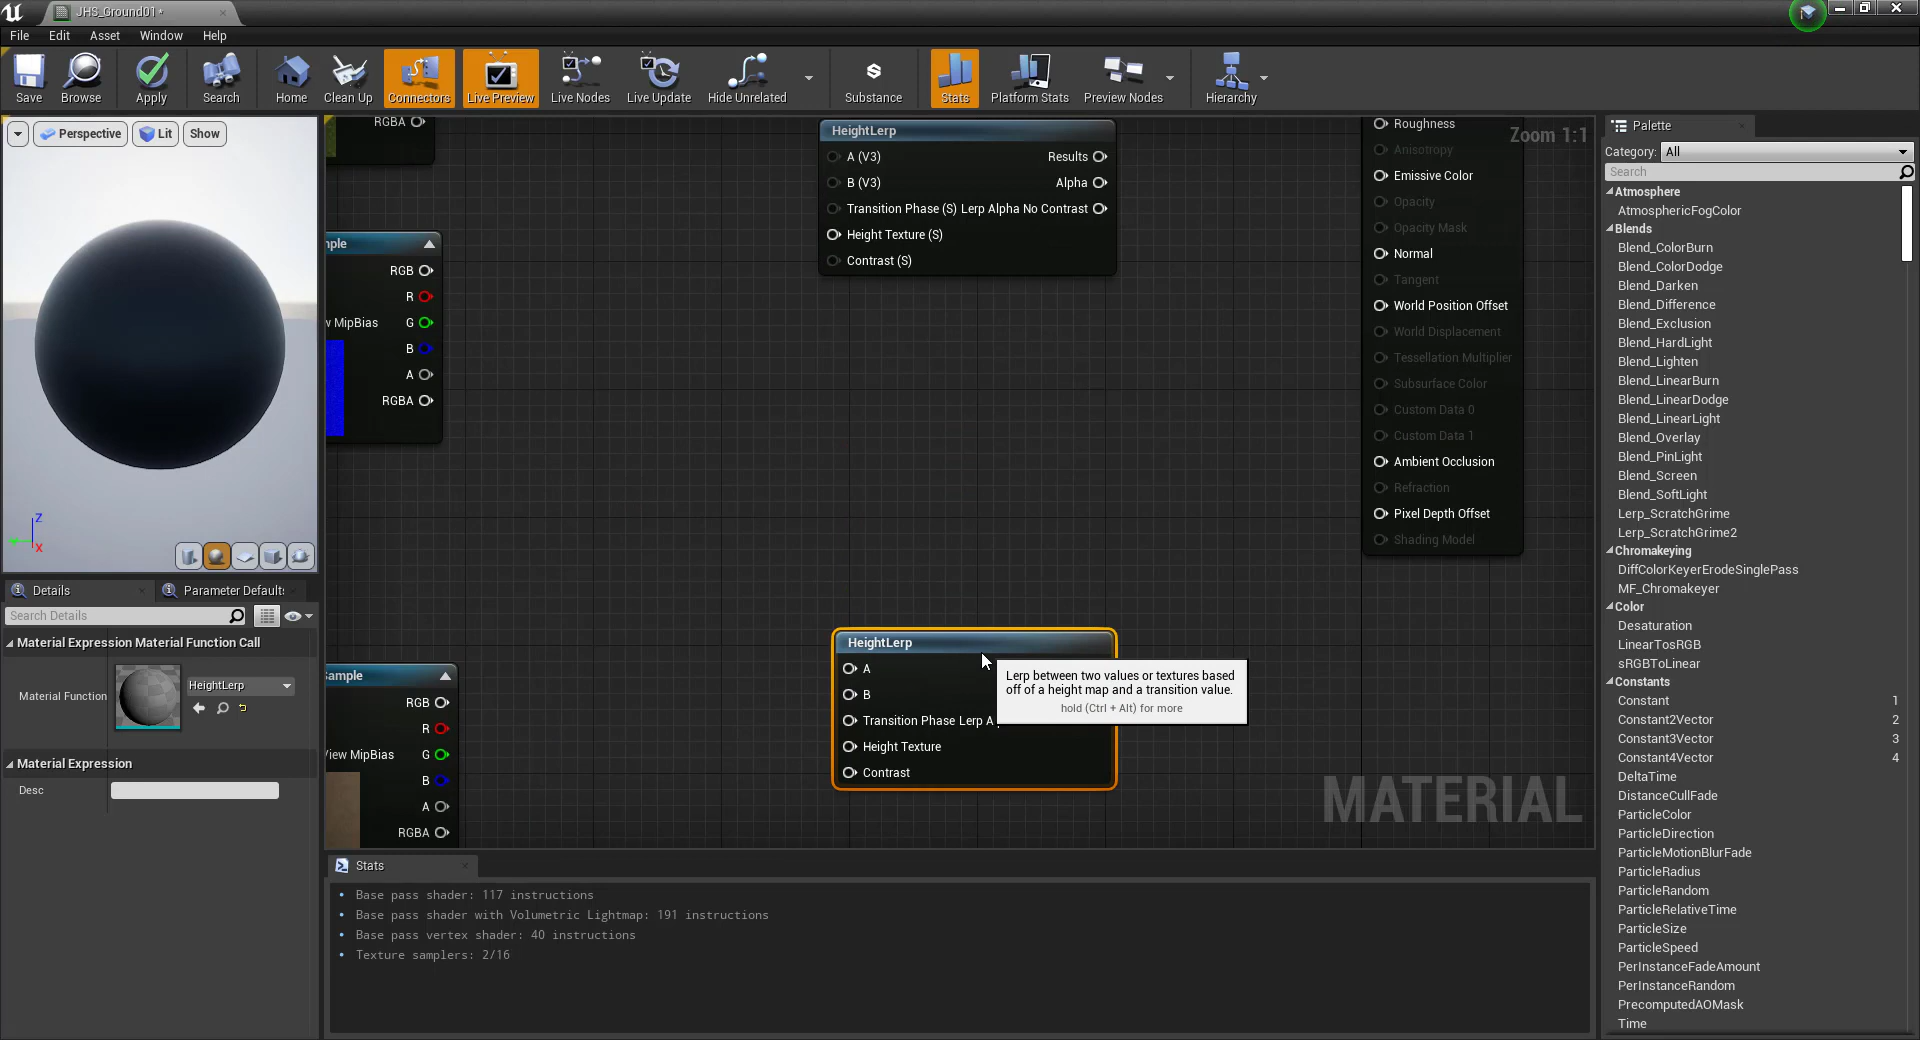 JHS_Ground01*
File Edit Asset Window Help
Save Browse Apply Search Home Clean Up Connectors Live Preview Live Nodes Live Update Hide Unrelated Substance Stats Platform Stats Preview Nodes Hierarchy
Perspective Lit Show
Z
X
Details Parameter Defaults
Search Details
Material Expression Material Function Call
Material Function HeightLerp
Material Expression
Desc
RGBA
mple
RGB
R
w MipBias G
B
A
RGBA
Sample
RGB
R
View MipBias G
B
A
RGBA
HeightLerp
A (V3) Results
B (V3) Alpha
Transition Phase (S) Lerp Alpha No Contrast
Height Texture (S)
Contrast (S)
HeightLerp
A
B
Transition Phase Lerp A
Height Texture
Contrast
Lerp between two values or textures based
off of a height map and a transition value.
hold (Ctrl + Alt) for more
Zoom 1:1
Roughness
Anisotropy
Emissive Color
Opacity
Opacity Mask
Normal
Tangent
World Position Offset
World Displacement
Tessellation Multiplier
Subsurface Color
Custom Data 0
Custom Data 1
Ambient Occlusion
Refraction
Pixel Depth Offset
Shading Model
MATERIAL
Stats
Base pass shader: 117 instructions
Base pass shader with Volumetric Lightmap: 191 instructions
Base pass vertex shader: 40 instructions
Texture samplers: 2/16
Palette
Category: All
Search
Atmosphere
AtmosphericFogColor
Blends
Blend_ColorBurn
Blend_ColorDodge
Blend_Darken
Blend_Difference
Blend_Exclusion
Blend_HardLight
Blend_Lighten
Blend_LinearBurn
Blend_LinearDodge
Blend_LinearLight
Blend_Overlay
Blend_PinLight
Blend_Screen
Blend_SoftLight
Lerp_ScratchGrime
Lerp_ScratchGrime2
Chromakeying
DiffColorKeyerErodeSinglePass
MF_Chromakeyer
Color
Desaturation
LinearTosRGB
sRGBToLinear
Constants
Constant 1
Constant2Vector 2
Constant3Vector 3
Constant4Vector 4
DeltaTime
DistanceCullFade
ParticleColor
ParticleDirection
ParticleMotionBlurFade
ParticleRadius
ParticleRandom
ParticleRelativeTime
ParticleSize
ParticleSpeed
PerInstanceFadeAmount
PerInstanceRandom
PrecomputedAOMask
Time